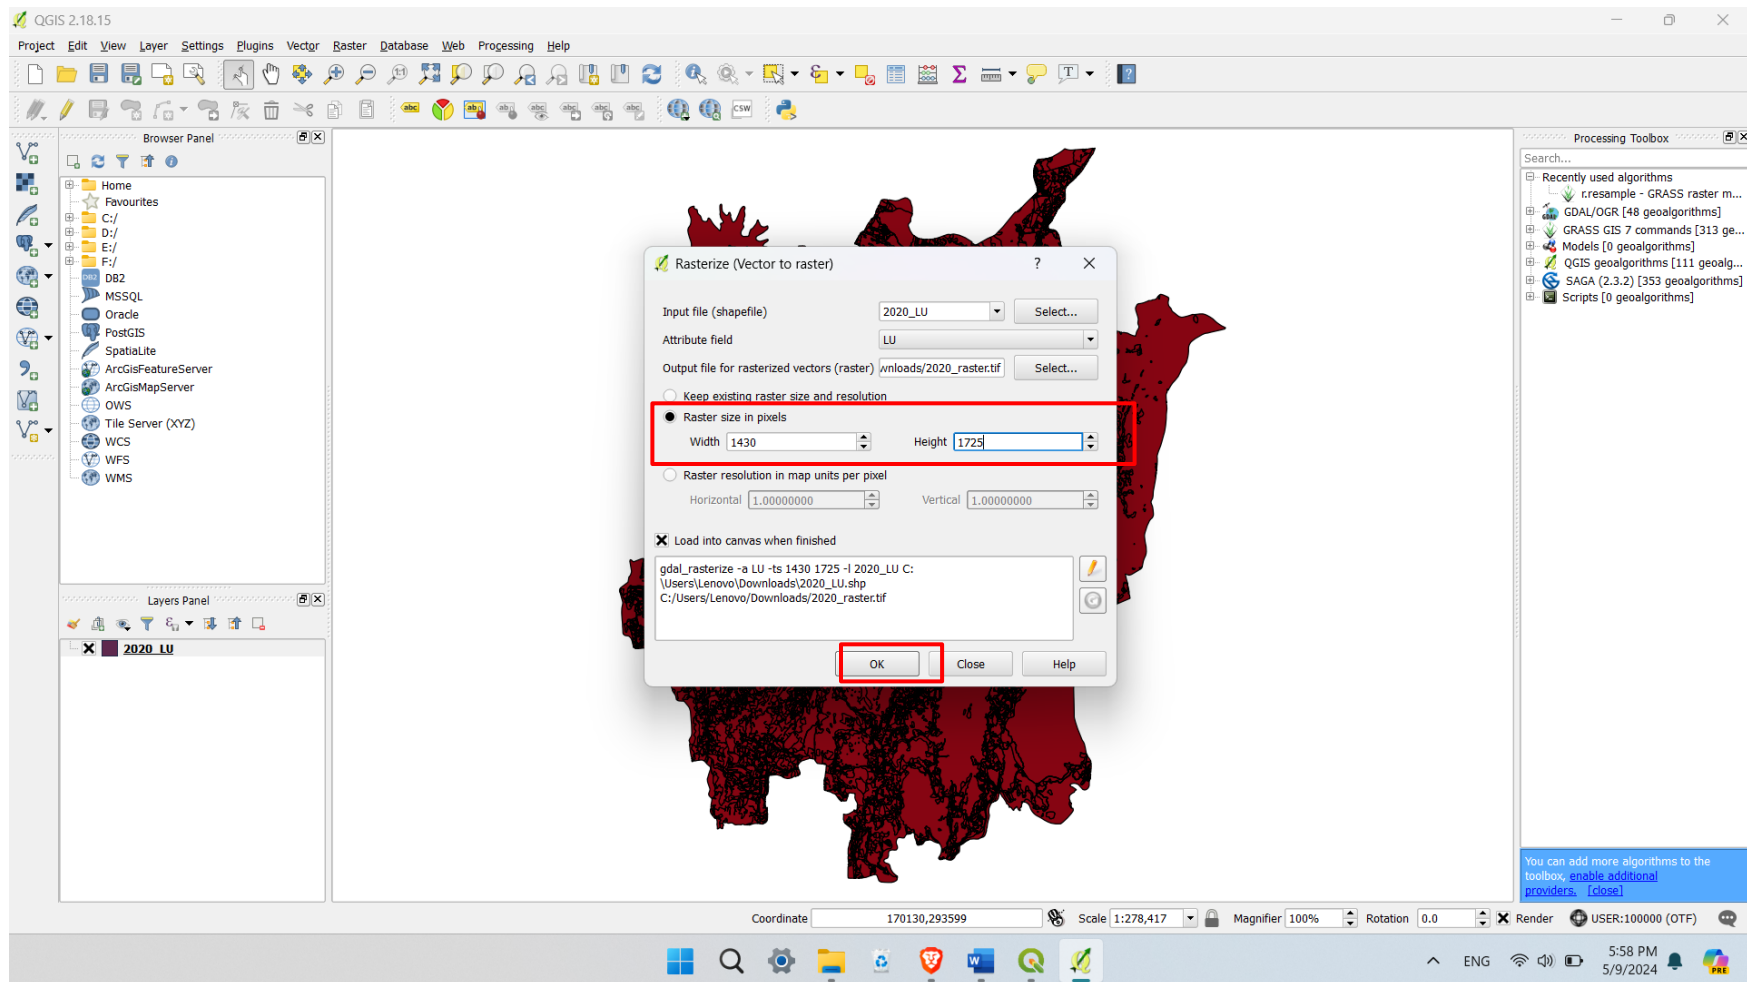 QGIS 2.18.15
Project Edit View Layer Settings Plugins Vector Raster Database Web Processing Help
Browser Panel
Home
Favourites
C:/
D:/
E:/
F:/
DB2
MSSQL
Oracle
PostGIS
SpatiaLite
ArcGisFeatureServer
ArcGisMapServer
OWS
Tile Server (XYZ)
WCS
WFS
WMS
Layers Panel
2020_LU
Rasterize (Vector to raster)
Input file (shapefile) 2020_LU Select...
Attribute field LU
Output file for rasterized vectors (raster) wnloads/2020_raster.tif Select...
Keep existing raster size and resolution
Raster size in pixels
Width 1430 Height 1725
Raster resolution in map units per pixel
Horizontal 1.00000000 Vertical 1.00000000
Load into canvas when finished
gdal_rasterize -a LU -ts 1430 1725 -l 2020_LU C:
\Users\Lenovo\Downloads\2020_LU.shp
C:/Users/Lenovo/Downloads/2020_raster.tif
OK Close Help
Processing Toolbox
Search...
Recently used algorithms
r.resample - GRASS raster m...
GDAL/OGR [48 geoalgorithms]
GRASS GIS 7 commands [313 ge...
Models [0 geoalgorithms]
QGIS geoalgorithms [111 geoalg...
SAGA (2.3.2) [353 geoalgorithms]
Scripts [0 geoalgorithms]
You can add more algorithms to the
toolbox, enable additional
providers. [close]
Coordinate 170130,293599 Scale 1:278,417 Magnifier 100% Rotation 0.0 Render USER:100000 (OTF)
ENG
5:58 PM
5/9/2024